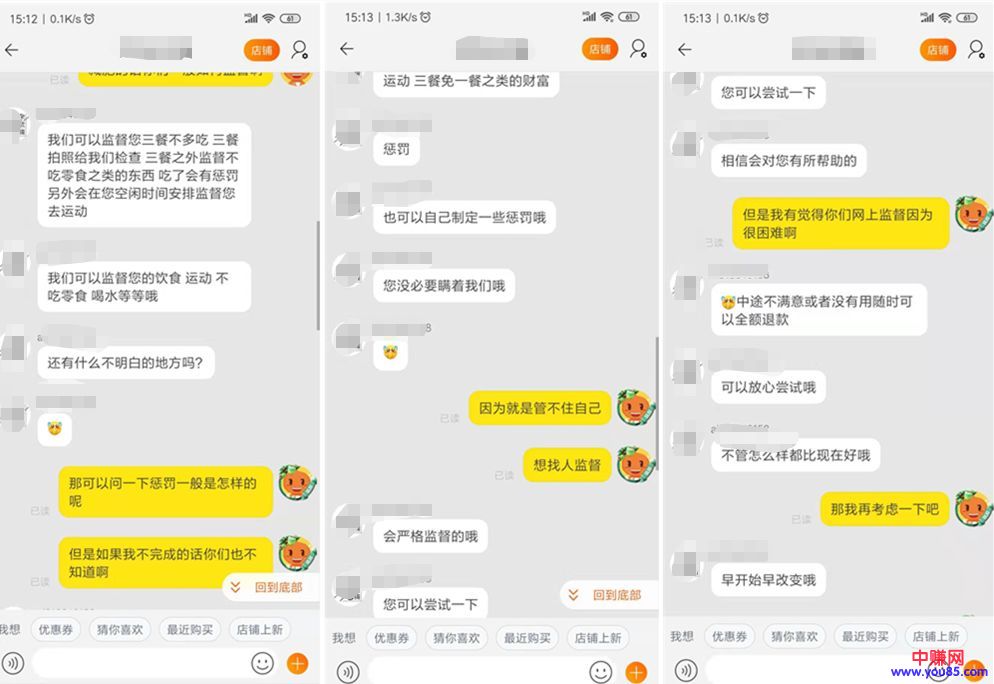 15:12 | 0.1K/s
61
店铺
已读
我们可以监督您三餐不多吃 三餐
拍照给我们检查 三餐之外监督不
吃零食之类的东西 吃了会有惩罚
另外会在您空闲时间安排监督您
去运动
我们可以监督您的饮食 运动 不
吃零食 喝水等等哦
还有什么不明白的地方吗?
那可以问一下惩罚一般是怎样的
呢
已读
但是如果我不完成的话你们也不
知道啊
已读
回到底部
我想
优惠券
猜你喜欢
最近购买
店铺上新
15:13 | 1.3K/s
61
店铺
运动 三餐免一餐之类的财富
惩罚
也可以自己制定一些惩罚哦
您没必要瞒着我们哦
8
因为就是管不住自己
已读
想找人监督
已读
会严格监督的哦
您可以尝试一下
回到底部
我想
优惠券
猜你喜欢
最近购买
店铺上新
15:13 | 0.1K/s
61
店铺
您可以尝试一下
相信会对您有所帮助的
但是我有觉得你们网上监督因为
很困难啊
已读
中途不满意或者没有用随时可
以全额退款
可以放心尝试哦
不管怎么样都比现在好哦
那我再考虑一下吧
已读
早开始早改变哦
我想
优惠券
猜你喜欢
最近购买
店铺上新
中赚网
www.you85.com